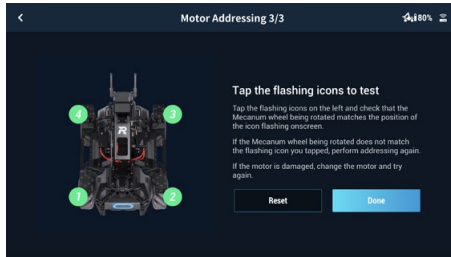 Motor Addressing 3/3
80%
Tap the flashing icons to test
Tap the flashing icons on the left and check that the
Mecanum wheel being rotated matches the position of
the icon flashing onscreen.
If the Mecanum wheel being rotated does not match
the flashing icon you tapped, perform addressing again.
If the motor is damaged, change the motor and try
again.
4 3
R
1 2
Reset Done